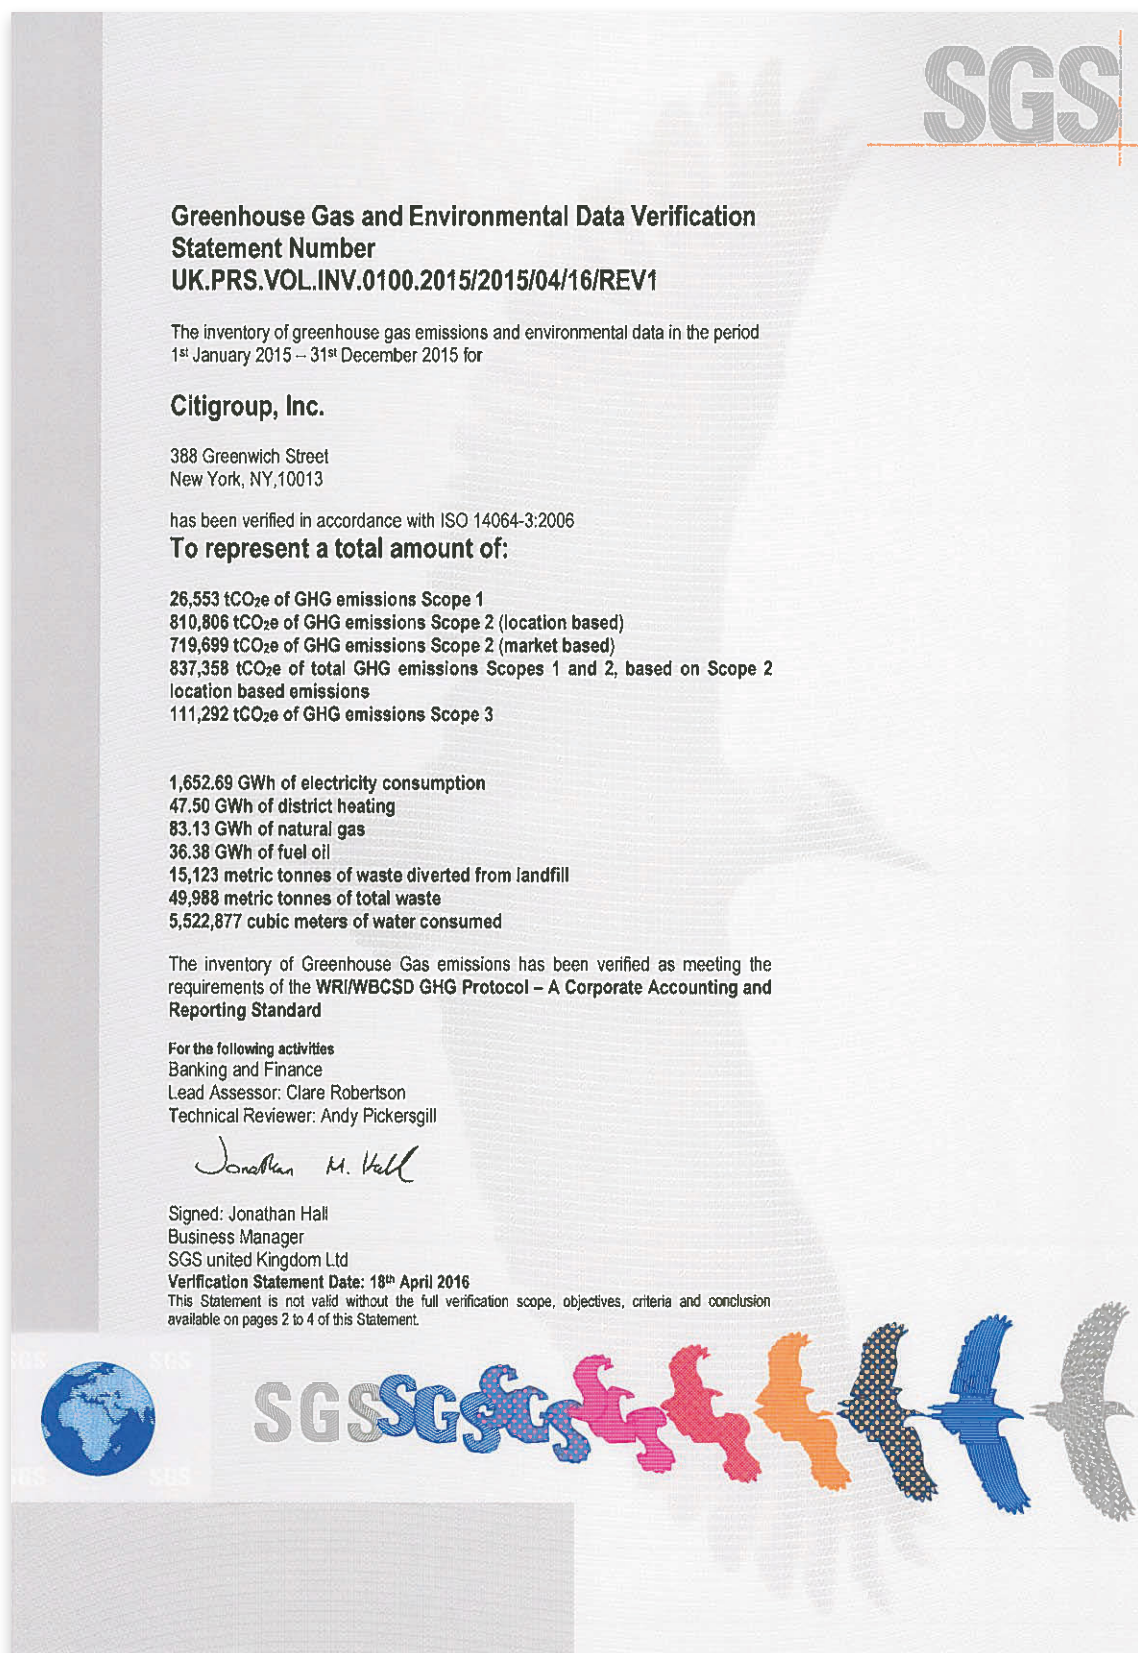 SGS
Greenhouse Gas and Environmental Data Verification
Statement Number
UK.PRS.VOL.INV.0100.2015/2015/04/16/REV1
The inventory of greenhouse gas emissions and environmental data in the period
1st January 2015 – 31st December 2015 for
Citigroup, Inc.
388 Greenwich Street
New York, NY,10013
has been verified in accordance with ISO 14064-3:2006
To represent a total amount of:
26,553 tCO₂e of GHG emissions Scope 1
810,806 tCO₂e of GHG emissions Scope 2 (location based)
719,699 tCO₂e of GHG emissions Scope 2 (market based)
837,358 tCO₂e of total GHG emissions Scopes 1 and 2, based on Scope 2
location based emissions
111,292 tCO₂e of GHG emissions Scope 3
1,652.69 GWh of electricity consumption
47.50 GWh of district heating
83.13 GWh of natural gas
36.38 GWh of fuel oil
15,123 metric tonnes of waste diverted from landfill
49,988 metric tonnes of total waste
5,522,877 cubic meters of water consumed
The inventory of Greenhouse Gas emissions has been verified as meeting the
requirements of the WRI/WBCSD GHG Protocol – A Corporate Accounting and
Reporting Standard
For the following activities
Banking and Finance
Lead Assessor: Clare Robertson
Technical Reviewer: Andy Pickersgill
Jonathan M. Hall
Signed: Jonathan Hall
Business Manager
SGS united Kingdom Ltd
Verification Statement Date: 18th April 2016
This Statement is not valid without the full verification scope, objectives, criteria and conclusion
available on pages 2 to 4 of this Statement.
SGS SGS
SGS SGS SGS
SGS SGS